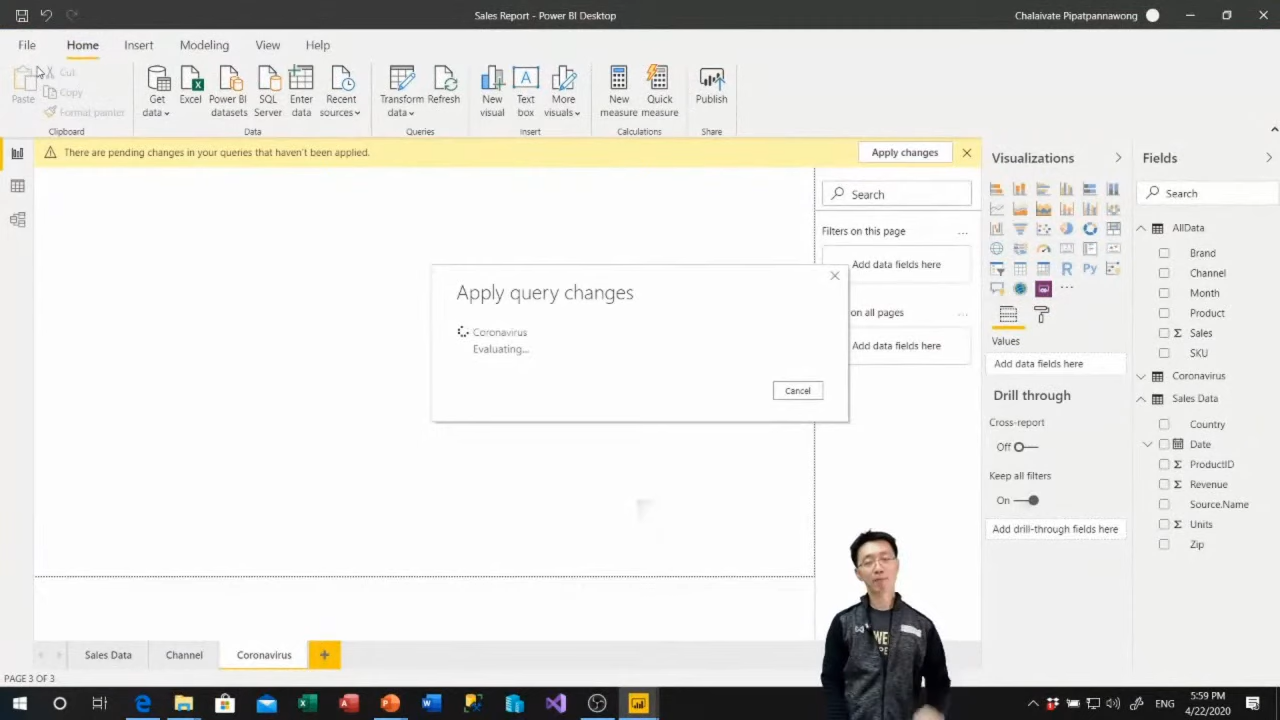 Sales Report - Power BI Desktop
Chalaivate Pipatpannawong
File Home Insert Modeling View Help
Paste
Cut
Copy
Format painter
Clipboard
Get data
Excel
Power BI datasets
SQL Server
Enter data
Recent sources
Data
Transform data
Refresh
Queries
New visual
Text box
More visuals
Insert
New measure
Quick measure
Calculations
Publish
Share
There are pending changes in your queries that haven't been applied.
Apply changes
Search
Filters on this page
...
Add data fields here
on all pages
...
Add data fields here
Apply query changes
Coronavirus
Evaluating...
Cancel
Visualizations
R Py
...
Values
Add data fields here
Drill through
Cross-report
Off
Keep all filters
On
Add drill-through fields here
Fields
Search
AllData
Brand
Channel
Month
Product
Σ Sales
SKU
Coronavirus
Sales Data
Country
Date
Σ ProductID
Σ Revenue
Source.Name
Σ Units
Zip
Sales Data
Channel
Coronavirus
+
PAGE 3 OF 3
ENG
5:59 PM
4/22/2020